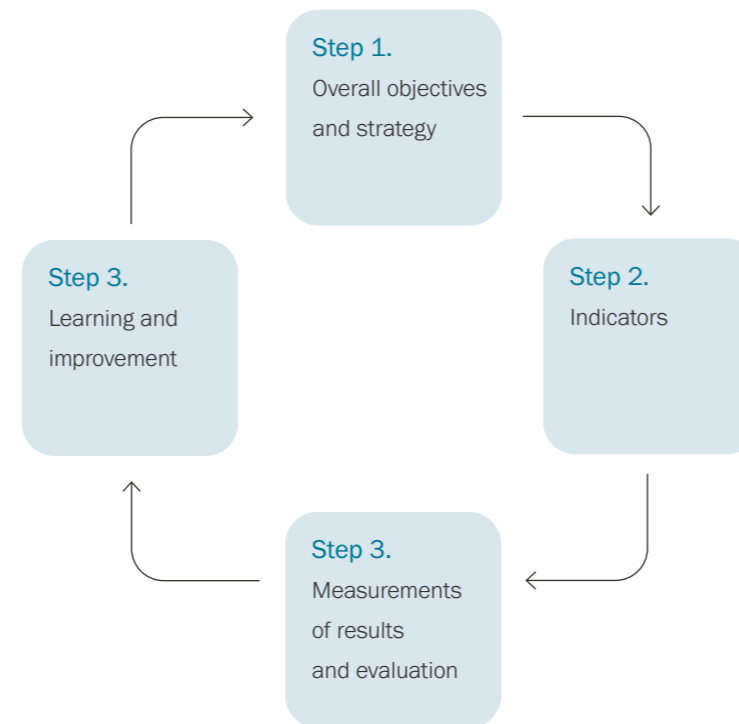 Step 1.
Overall objectives
and strategy
Step 2.
Indicators
Step 3.
Measurements
of results
and evaluation
Step 3.
Learning and
improvement